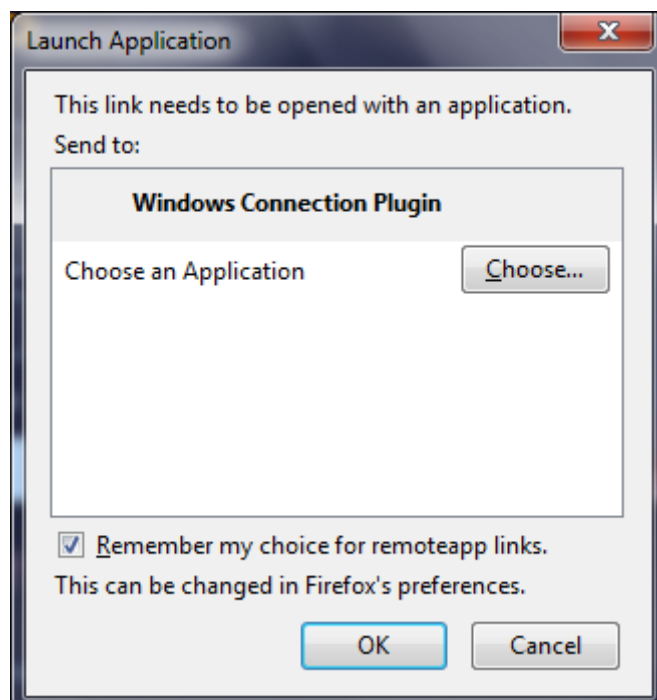 Launch Application
This link needs to be opened with an application.
Send to:
Windows Connection Plugin
Choose an Application
Choose...
Remember my choice for remoteapp links.
This can be changed in Firefox's preferences.
OK
Cancel